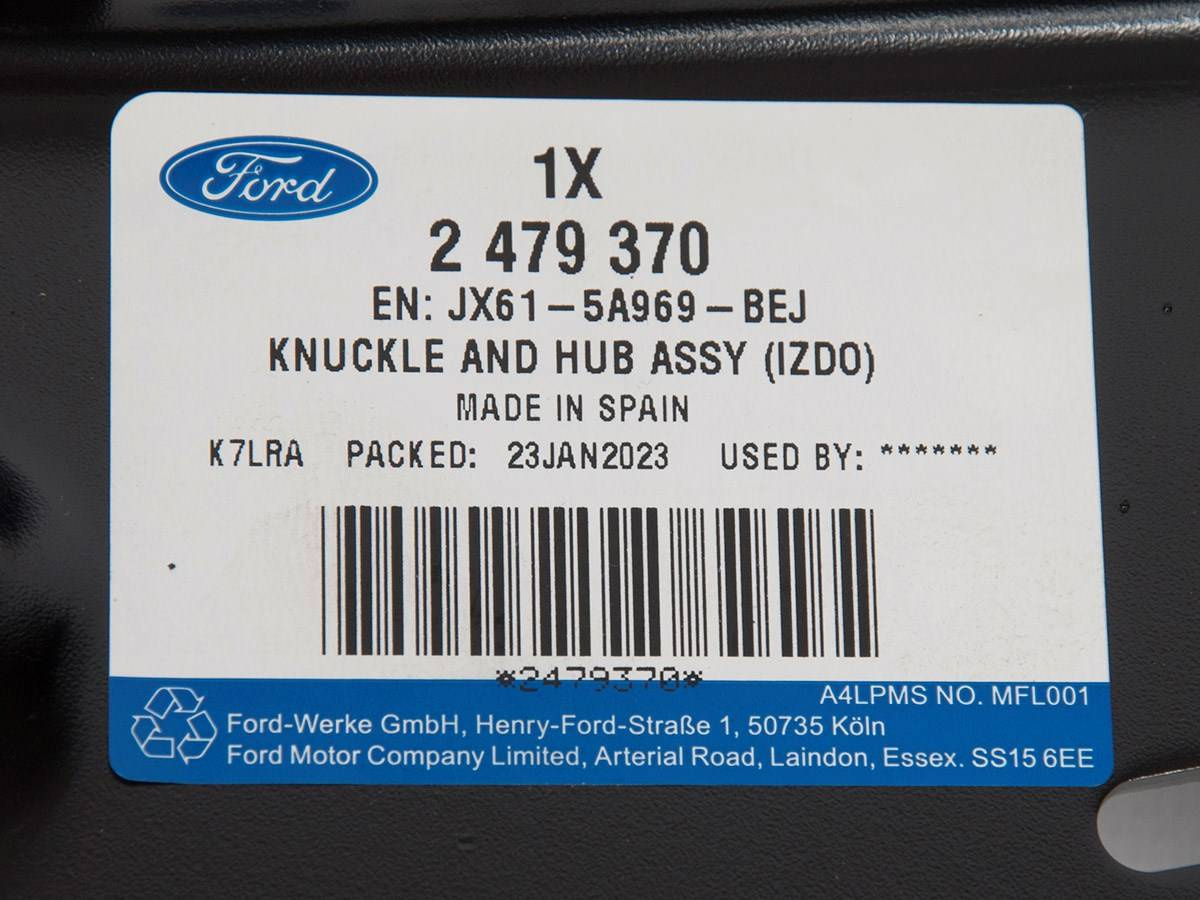 Ford
1X
2 479 370
EN: JX61-5A969-BEJ
KNUCKLE AND HUB ASSY (IZDO)
MADE IN SPAIN
K7LRA PACKED: 23JAN2023 USED BY: *******
*2479370*
A4LPMS NO. MFL001
Ford-Werke GmbH, Henry-Ford-Straße 1, 50735 Köln
Ford Motor Company Limited, Arterial Road, Laindon, Essex. SS15 6EE